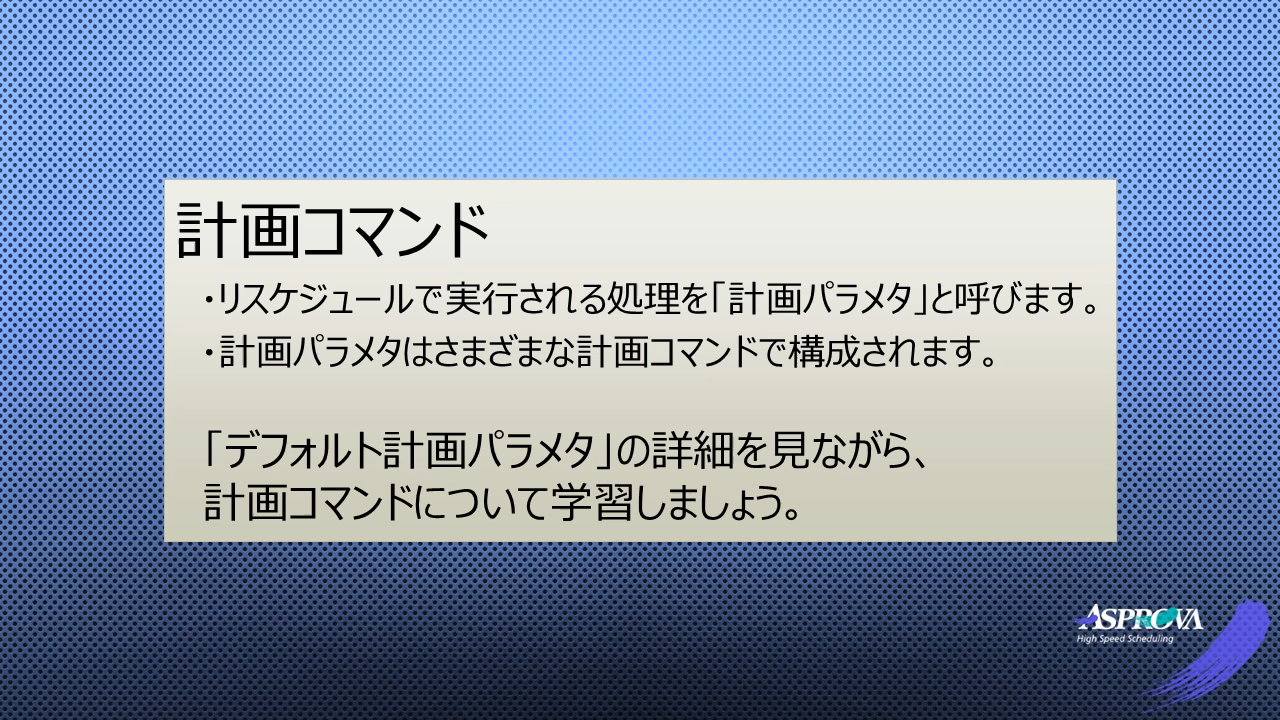 計画コマンド
・リスケジュールで実行される処理を「計画パラメタ」と呼びます。
・計画パラメタはさまざまな計画コマンドで構成されます。
「デフォルト計画パラメタ」の詳細を見ながら、
計画コマンドについて学習しましょう。
ASPROVA
High Speed Scheduling